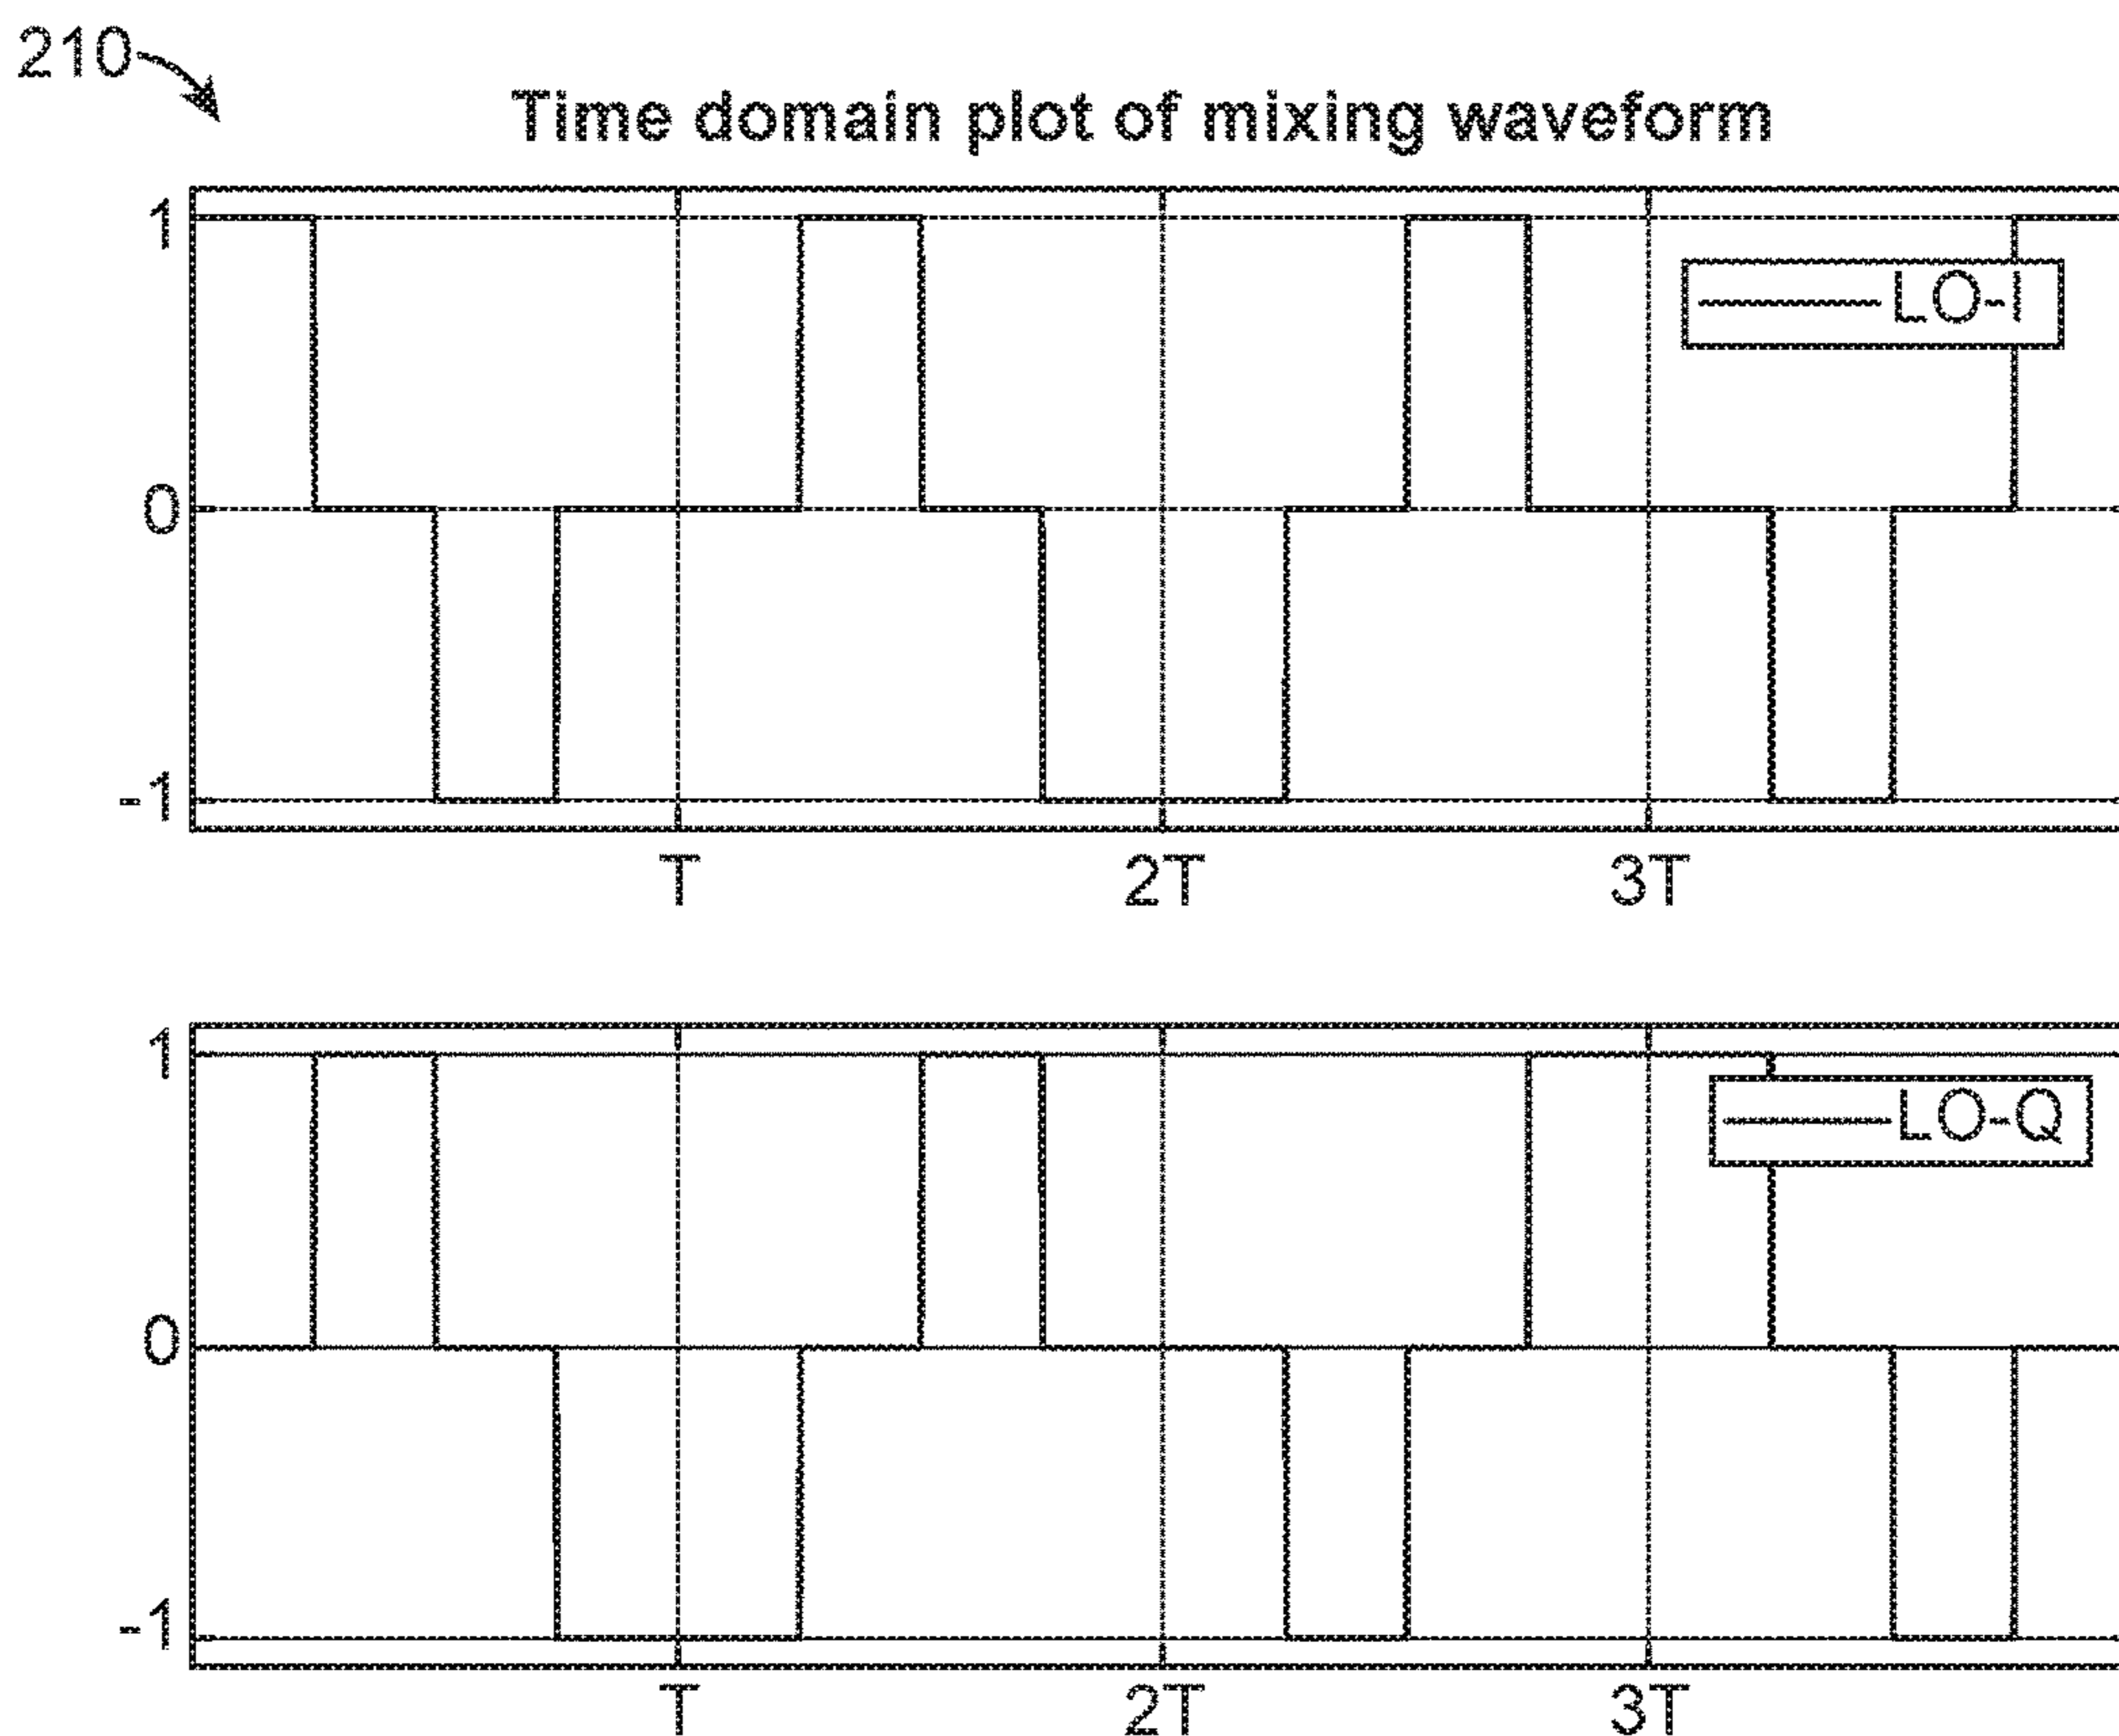 210
Time domain plot of mixing waveform
1
LO-I
0
-1
T 2T 3T
1
LO-Q
0
-1
T 2T 3T